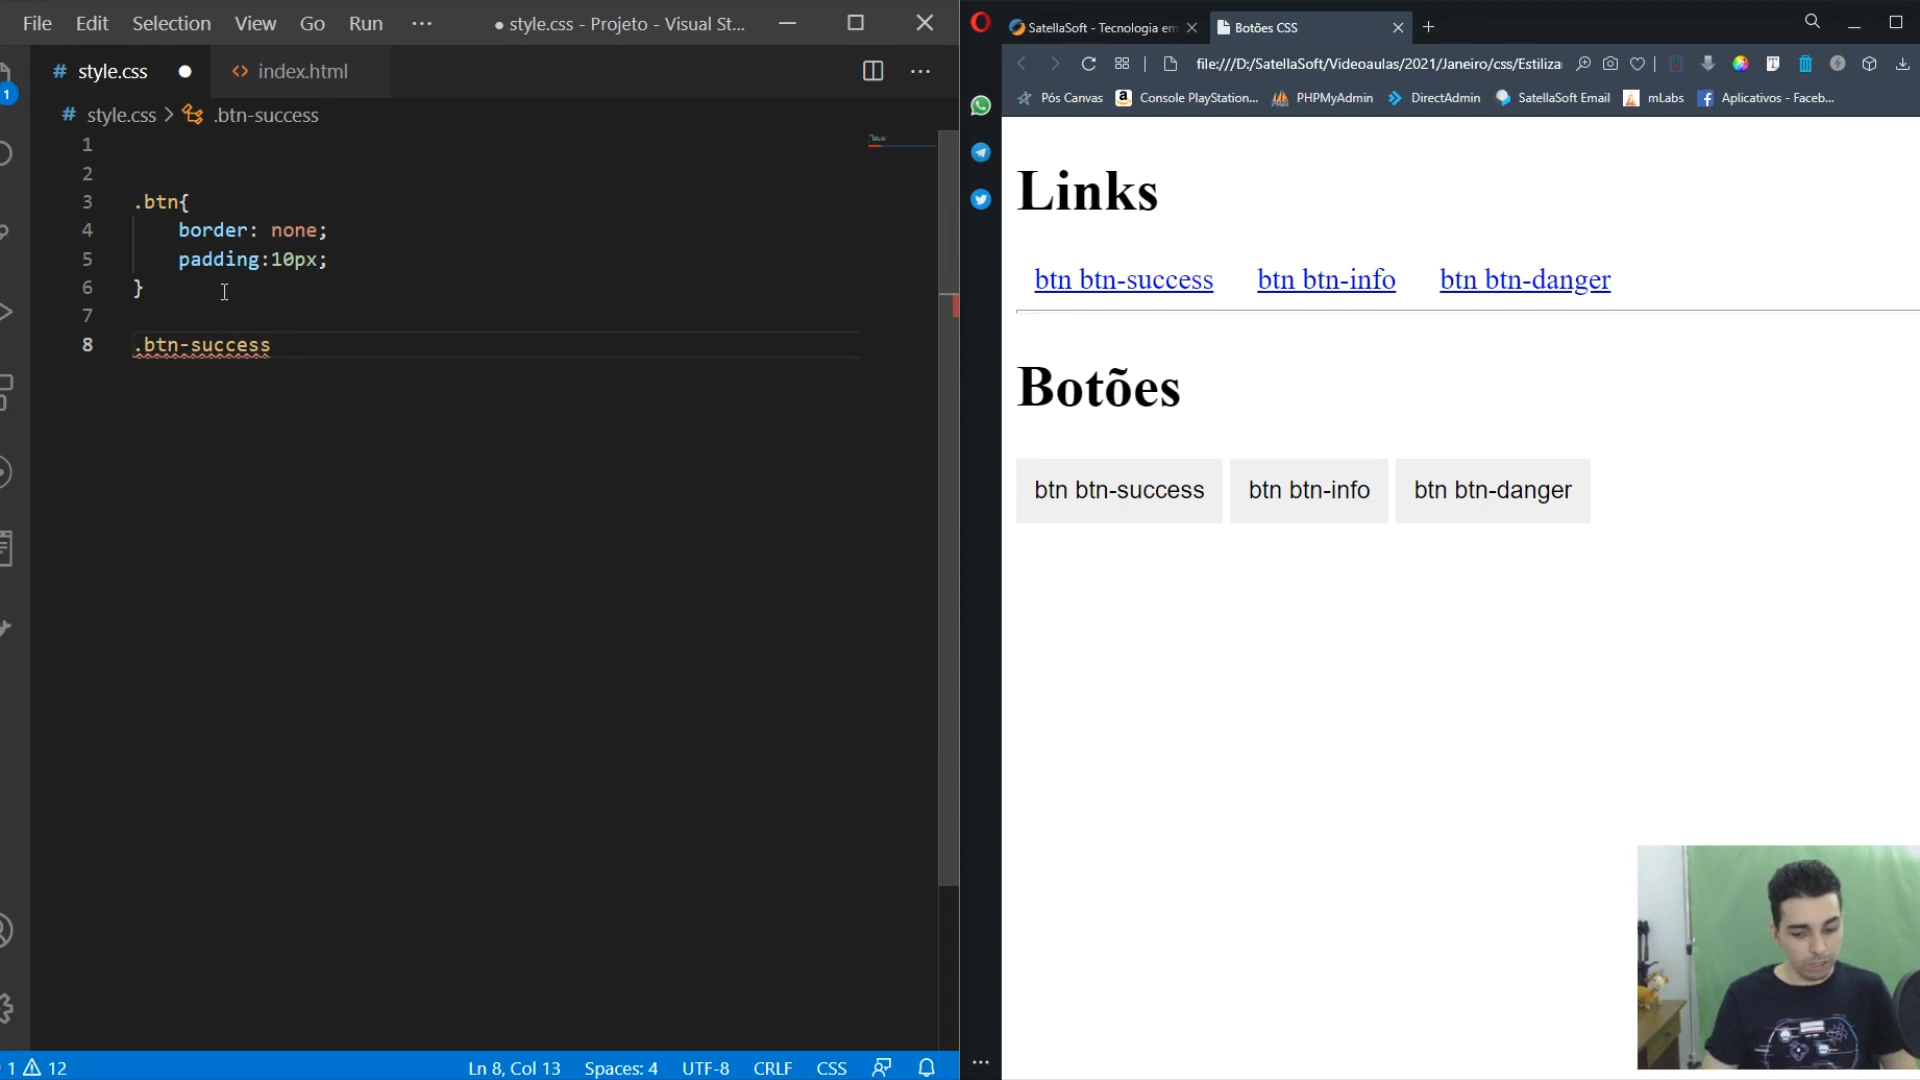 File Edit Selection View Go Run ··· ● style.css - Projeto - Visual St...
# style.css ● <> index.html
# style.css > .btn-success
1
1
2
3 .btn{
4 border: none;
5 padding:10px;
6 }
7
8 .btn-success
1 12 Ln 8, Col 13 Spaces: 4 UTF-8 CRLF CSS
SatellaSoft - Tecnologia em Botões CSS
file:///D:/SatellaSoft/Videoaulas/2021/Janeiro/css/Estiliza
Pós Canvas Console PlayStation... PHPMyAdmin DirectAdmin SatellaSoft Email mLabs Aplicativos - Faceb...
Links
btn btn-success btn btn-info btn btn-danger
Botões
btn btn-success btn btn-info btn btn-danger